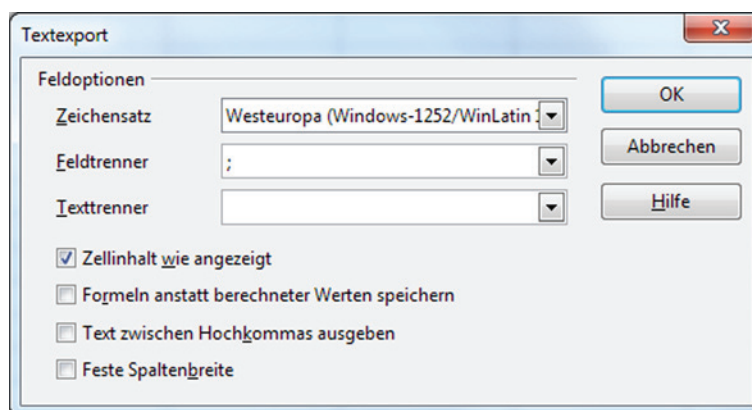 Textexport
Feldoptionen
Zeichensatz Westeuropa (Windows-1252/WinLatin
Feldtrenner ;
Texttrenner
OK
Abbrechen
Hilfe
Zellinhalt wie angezeigt
Formeln anstatt berechneter Werten speichern
Text zwischen Hochkommas ausgeben
Feste Spaltenbreite